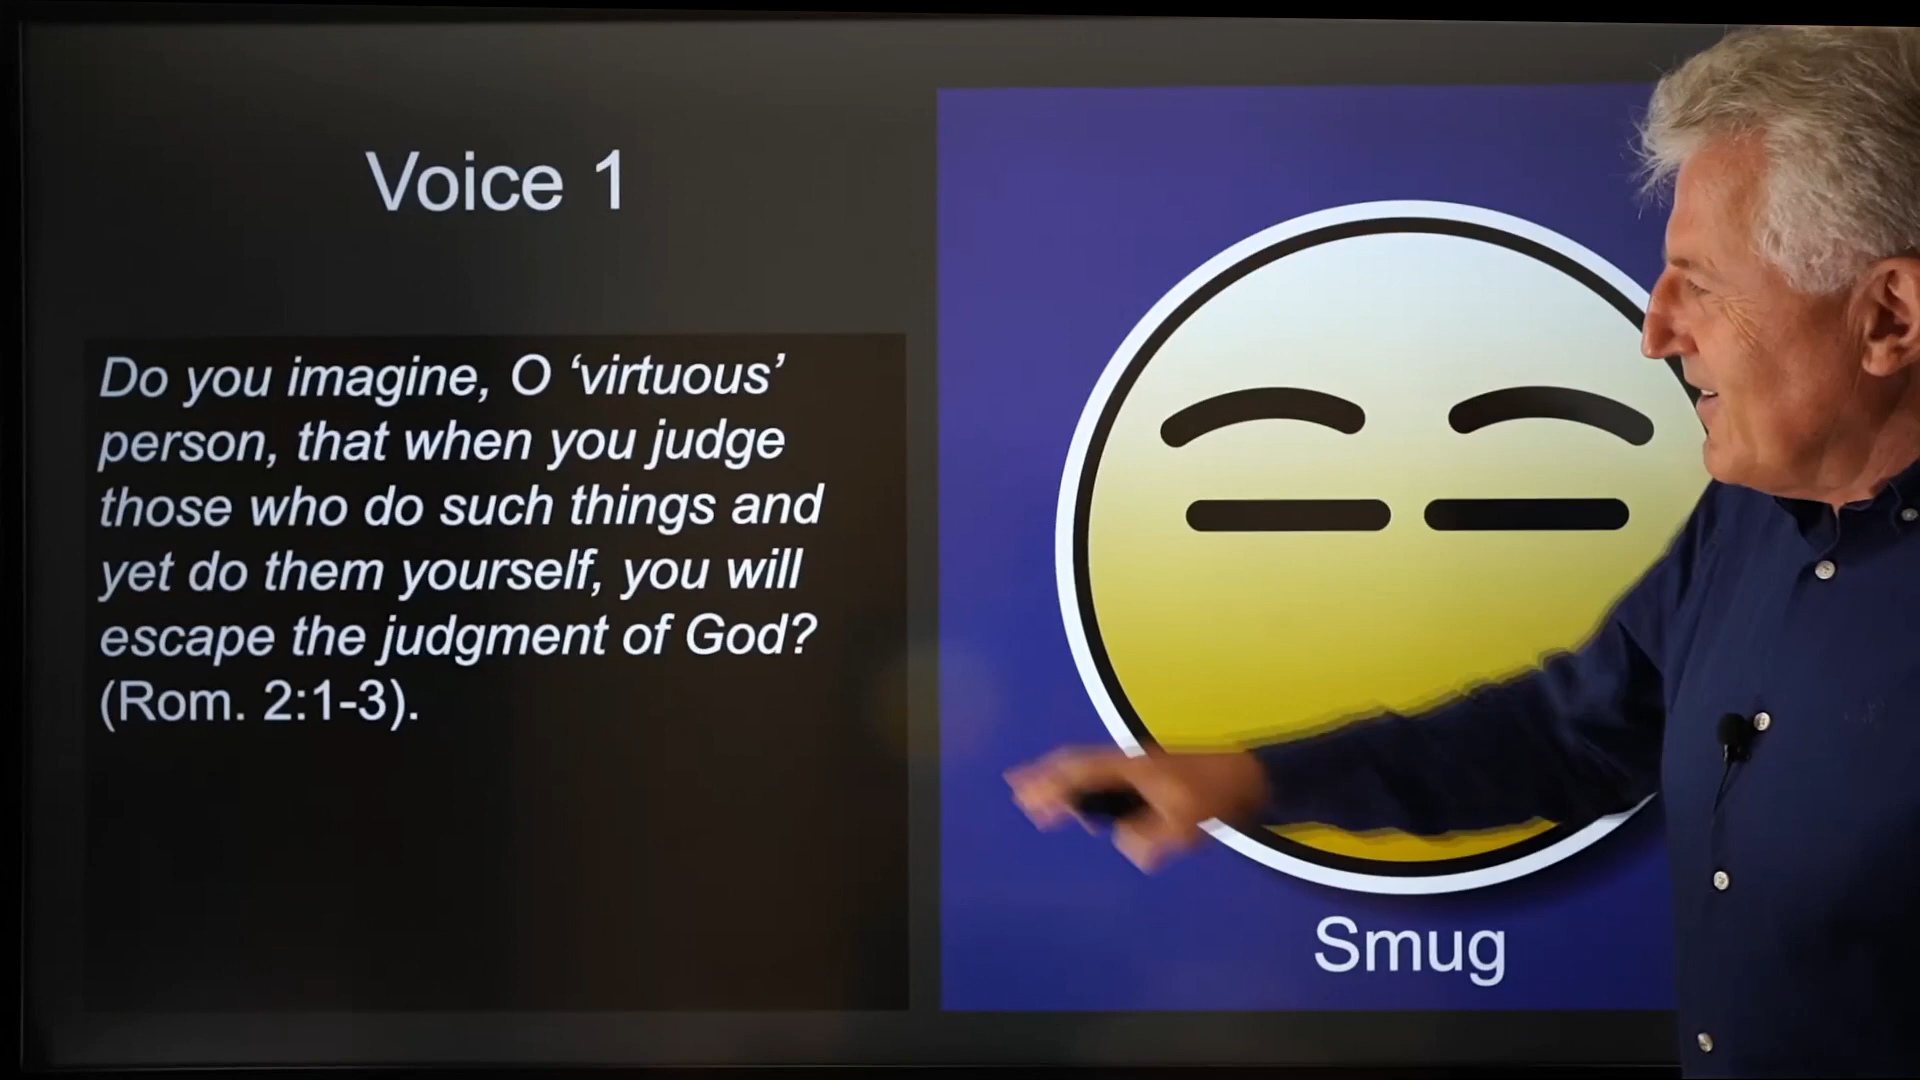 Voice 1
Do you imagine, O ‘virtuous’
person, that when you judge
those who do such things and
yet do them yourself, you will
escape the judgment of God?
(Rom. 2:1-3).
Smug